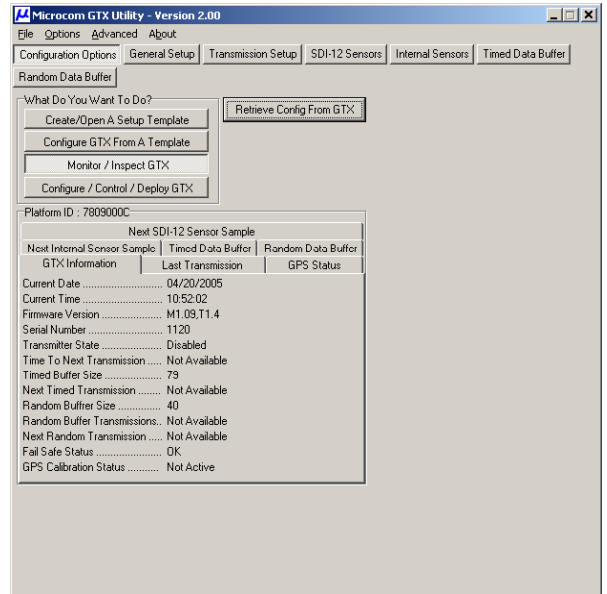 Microcom GTX Utility - Version 2.00
File Options Advanced About
Configuration Options General Setup Transmission Setup SDI-12 Sensors Internal Sensors Timed Data Buffer
Random Data Buffer
What Do You Want To Do?
Retrieve Config From GTX
Create/Open A Setup Template
Configure GTX From A Template
Monitor / Inspect GTX
Configure / Control / Deploy GTX
Platform ID : 7809000C
Next SDI-12 Sensor Sample
Next Internal Sensor Sample Timed Data Buffer Random Data Buffer
GTX Information Last Transmission GPS Status
Current Date .......................... 04/20/2005
Current Time .......................... 10:52:02
Firmware Version .................... M1.09,T1.4
Serial Number ........................ 1120
Transmitter State .................... Disabled
Time To Next Transmission ..... Not Available
Timed Buffer Size ................... 79
Next Timed Transmission ........ Not Available
Random Buffrer Size ............... 40
Random Buffer Transmissions.. Not Available
Next Random Transmission ..... Not Available
Fail Safe Status ...................... OK
GPS Calibration Status ........... Not Active